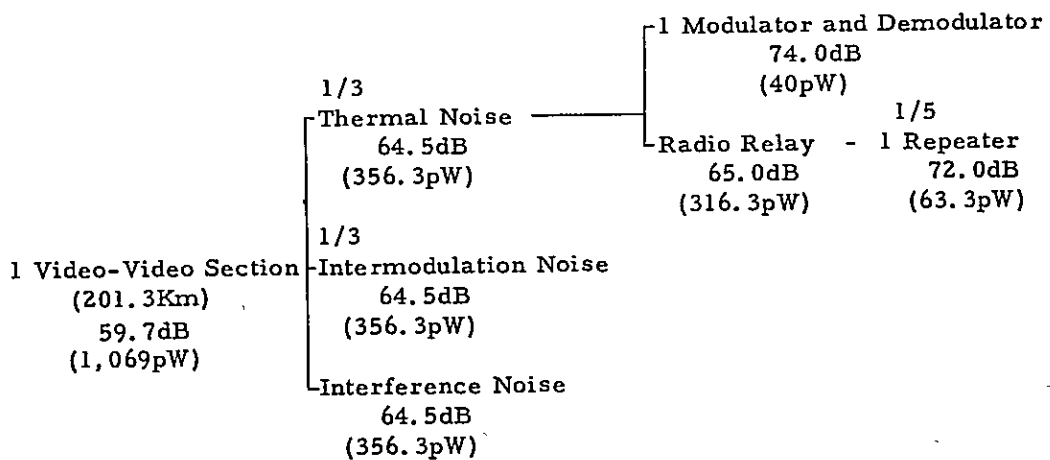 1 Modulator and Demodulator
74.0dB
(40pW)
1/3
Thermal Noise
64.5dB
(356.3pW)
1/5
Radio Relay - 1 Repeater
65.0dB 72.0dB
(316.3pW) (63.3pW)
1/3
1 Video-Video Section Intermodulation Noise
(201.3Km) 64.5dB
59.7dB (356.3pW)
(1,069pW)
Interference Noise
64.5dB
(356.3pW)